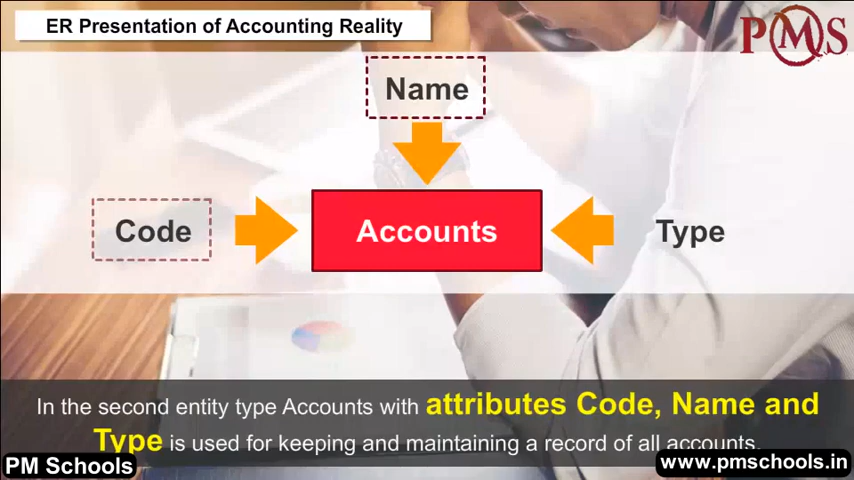 ER Presentation of Accounting Reality
PMS
Name
Code
Accounts
Type
In the second entity type Accounts with attributes Code, Name and
Type is used for keeping and maintaining a record of all accounts.
PM Schools
www.pmschools.in